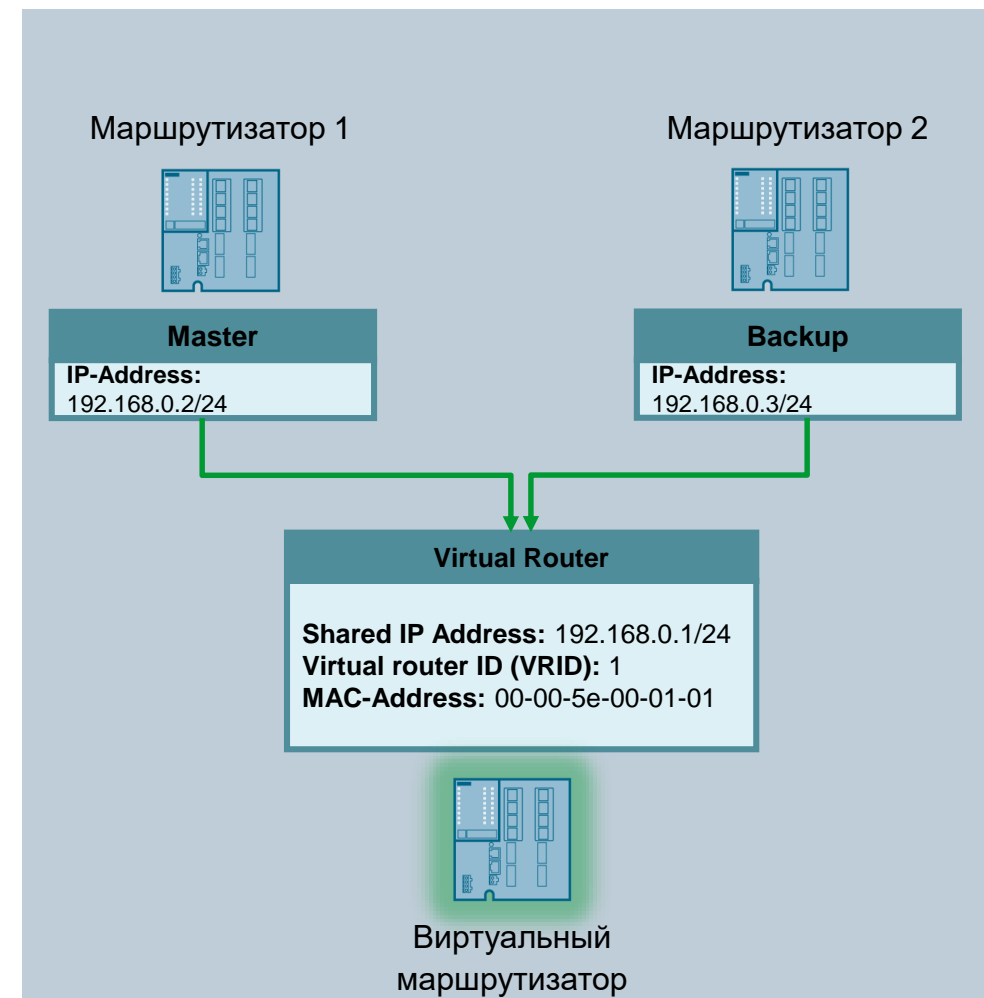 Маршрутизатор 1
Маршрутизатор 2
Master
IP-Address:
192.168.0.2/24
Backup
IP-Address:
192.168.0.3/24
Virtual Router
Shared IP Address: 192.168.0.1/24
Virtual router ID (VRID): 1
MAC-Address: 00-00-5e-00-01-01
Виртуальный
маршрутизатор